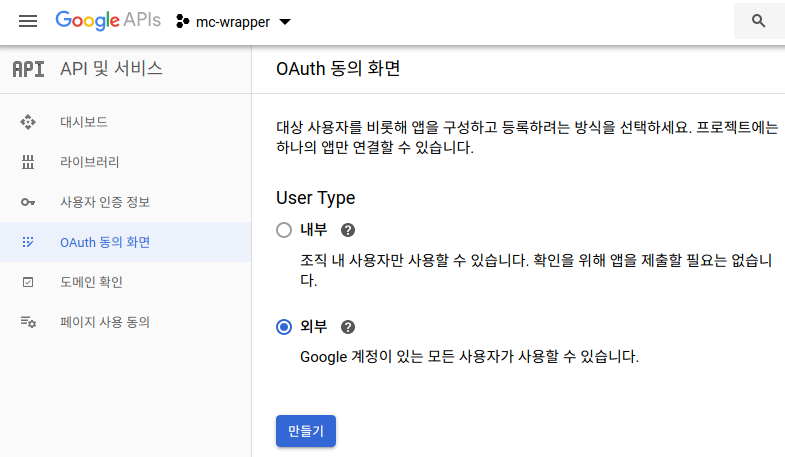 Google APIs mc-wrapper
API API 및 서비스
OAuth 동의 화면
대시보드
라이브러리
사용자 인증 정보
OAuth 동의 화면
도메인 확인
페이지 사용 동의
대상 사용자를 비롯해 앱을 구성하고 등록하려는 방식을 선택하세요. 프로젝트에는
하나의 앱만 연결할 수 있습니다.
User Type
내부
조직 내 사용자만 사용할 수 있습니다. 확인을 위해 앱을 제출할 필요는 없습니
다.
외부
Google 계정이 있는 모든 사용자가 사용할 수 있습니다.
만들기